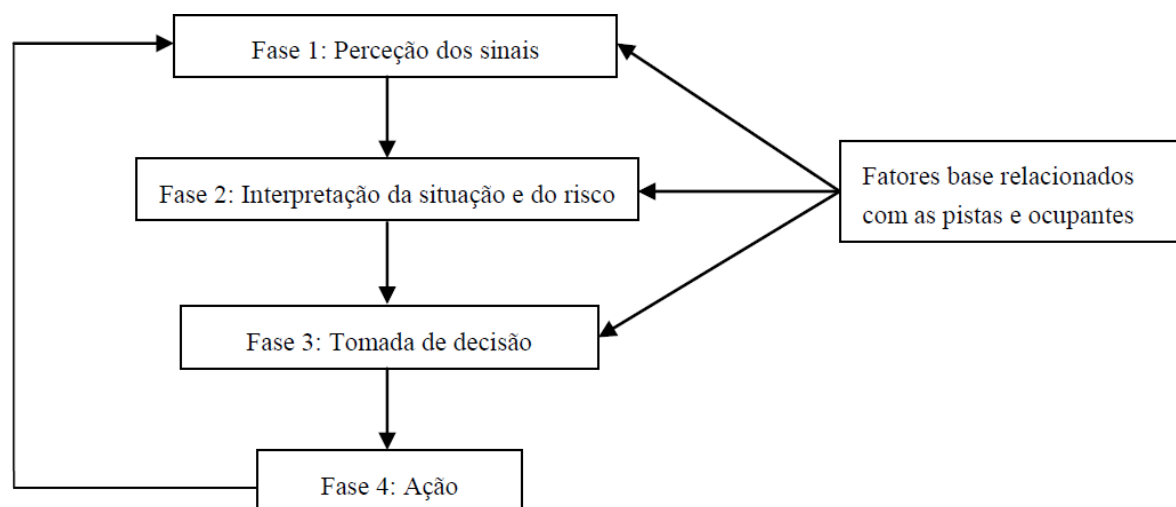 Fase 1: Perceção dos sinais
Fase 2: Interpretação da situação e do risco
Fatores base relacionados
com as pistas e ocupantes
Fase 3: Tomada de decisão
Fase 4: Ação